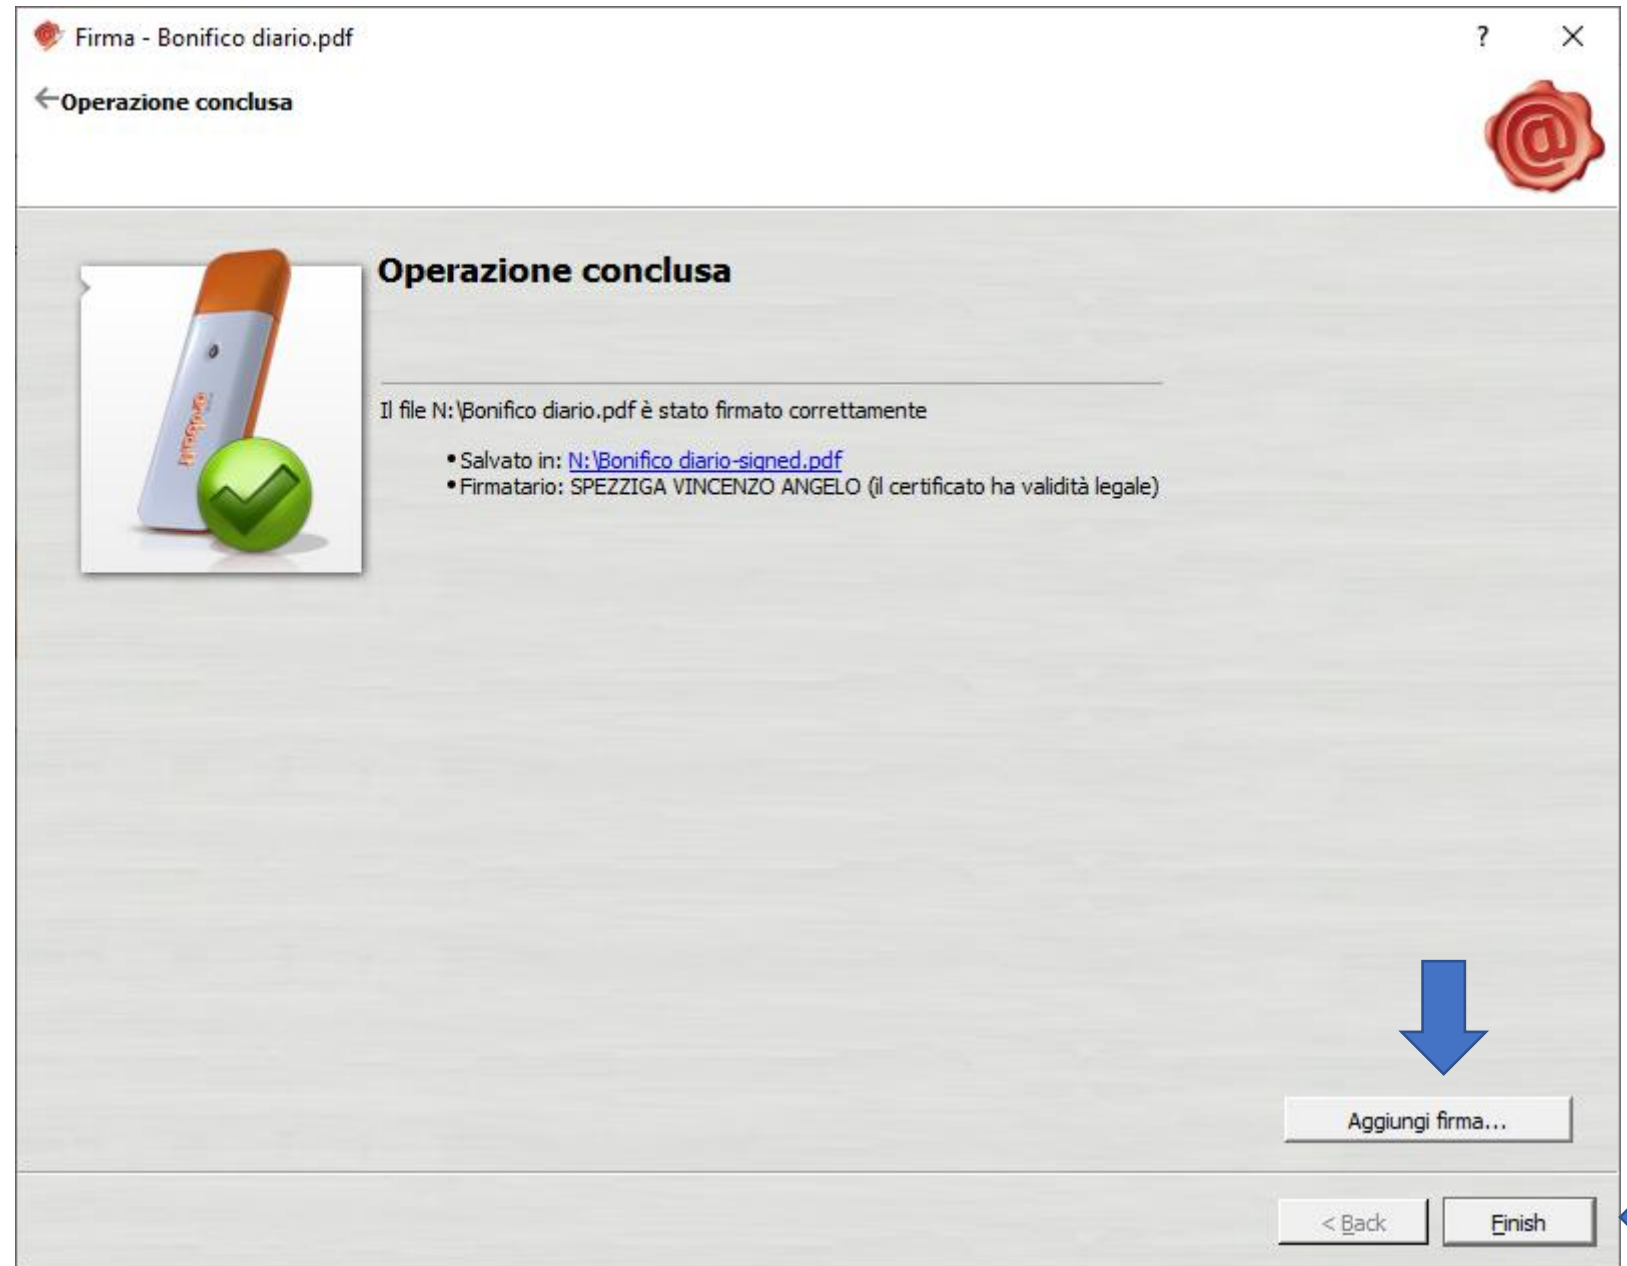 Firma - Bonifico diario.pdf
?
Operazione conclusa
@
Operazione conclusa
Il file N:\Bonifico diario.pdf è stato firmato correttamente
• Salvato in: N:\Bonifico diario-signed.pdf
• Firmatario: SPEZZIGA VINCENZO ANGELO (il certificato ha validità legale)
Aggiungi firma...
< Back
Finish